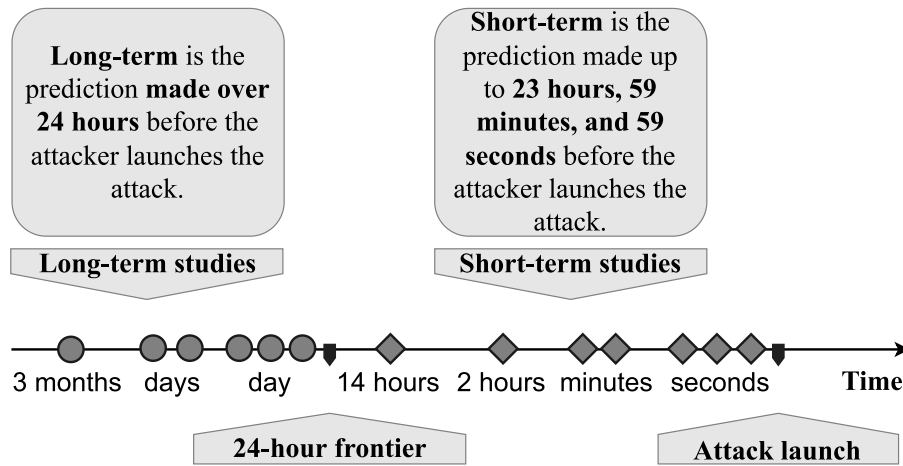 Long-term is the
prediction made over
24 hours before the
attacker launches the
attack.
Short-term is the
prediction made up
to 23 hours, 59
minutes, and 59
seconds before the
attacker launches the
attack.
Long-term studies
Short-term studies
3 months
days
day
14 hours
2 hours
minutes
seconds
Time
24-hour frontier
Attack launch